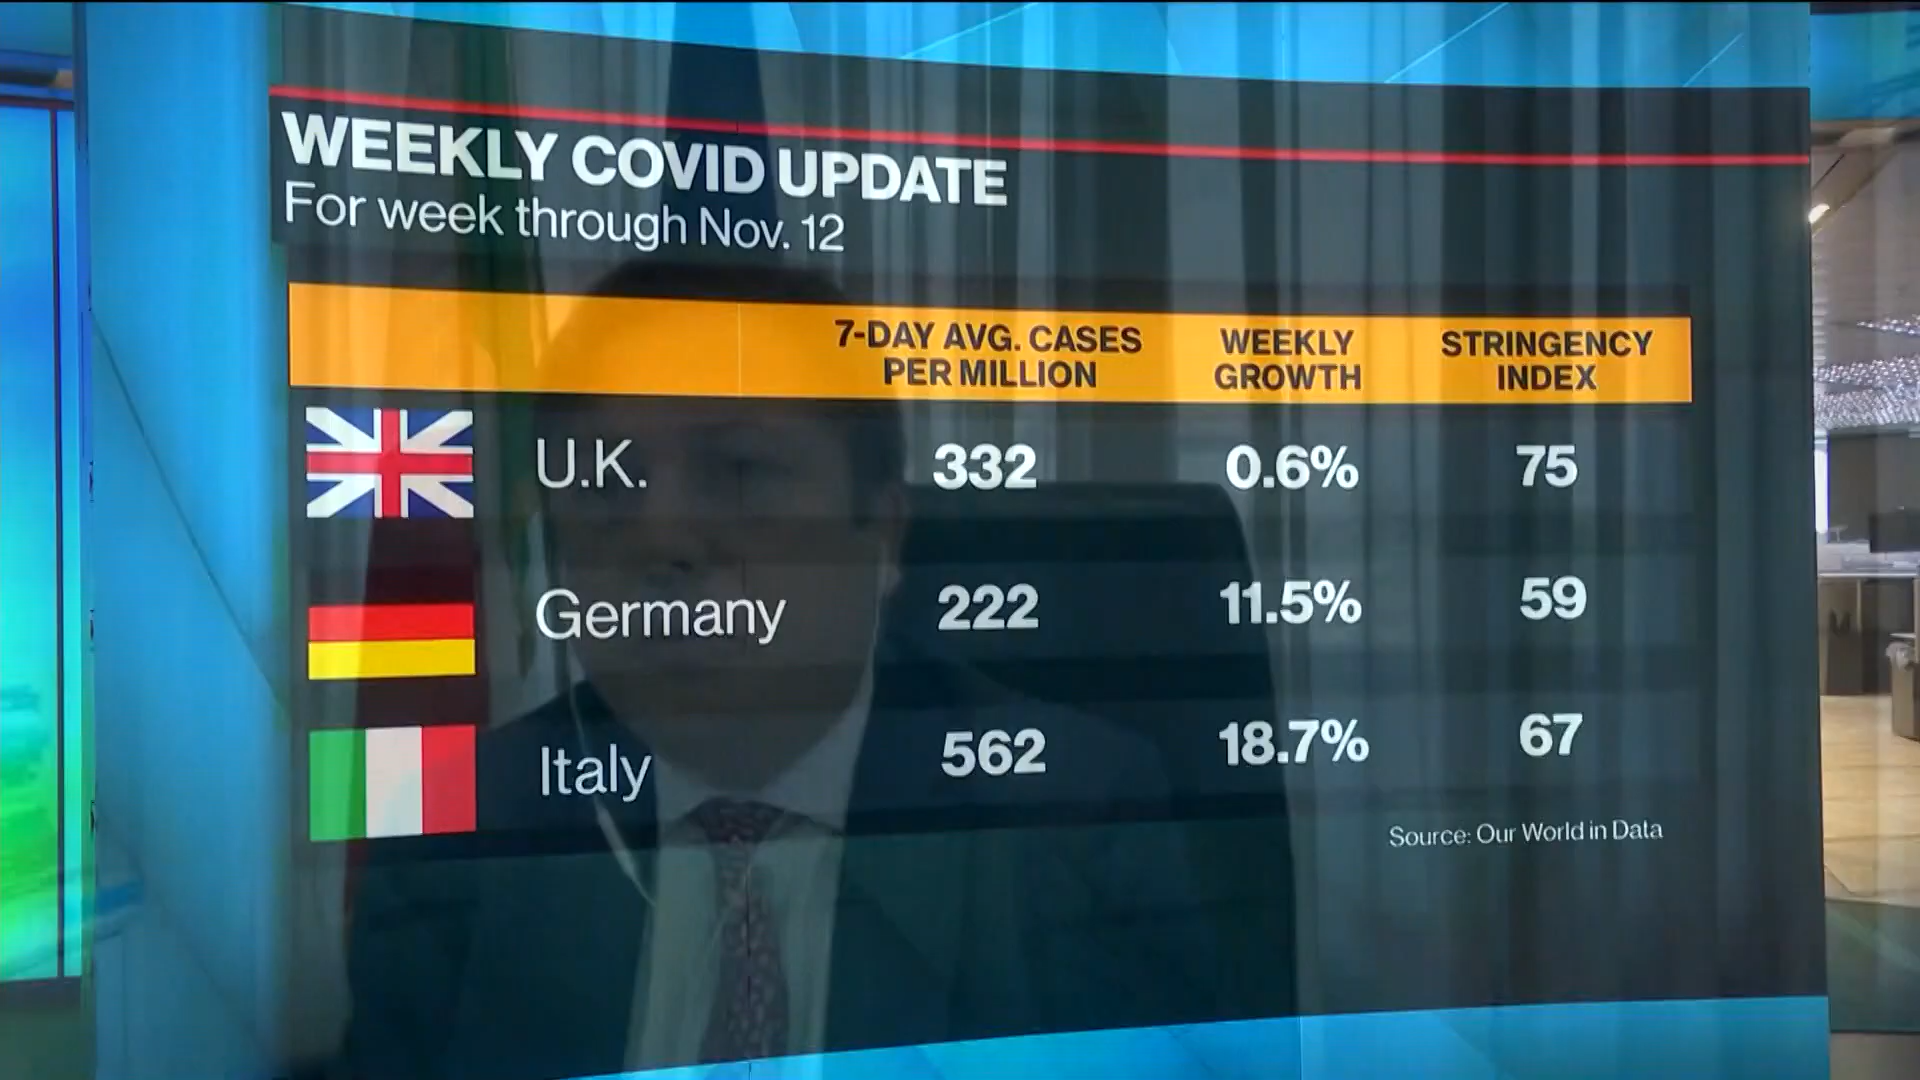 WEEKLY COVID UPDATE
For week through Nov. 12
7-DAY AVG. CASES PER MILLION WEEKLY GROWTH STRINGENCY INDEX
U.K. 332 0.6% 75
Germany 222 11.5% 59
Italy 562 18.7% 67
Source: Our World in Data